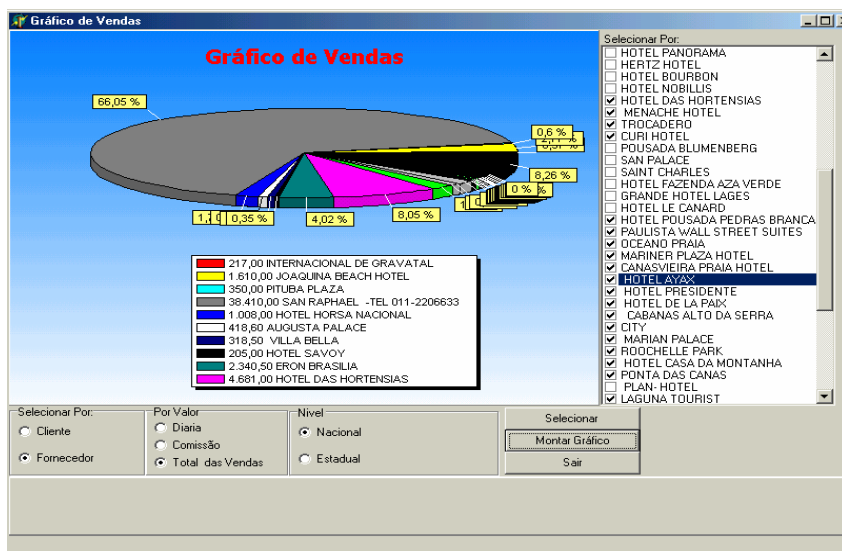 Gráfico de Vendas
Gráfico de Vendas
66,05 %
0,6 %
8,26 %
0 %
8,05 %
4,02 %
0,35 %
217,00 INTERNACIONAL DE GRAVATAL
1.610,00 JOAQUINA BEACH HOTEL
350,00 PITUBA PLAZA
38.410,00 SAN RAPHAEL -TEL 011-2206633
1.008,00 HOTEL HORSA NACIONAL
418,60 AUGUSTA PALACE
318,50 VILLA BELLA
205,00 HOTEL SAVOY
2.340,50 ERON BRASILIA
4.681,00 HOTEL DAS HORTENSIAS
Selecionar Por:
HOTEL PANORAMA
HERTZ HOTEL
HOTEL BOURBON
HOTEL NOBILLIS
HOTEL DAS HORTENSIAS
MENACHE HOTEL
TROCADERO
CURI HOTEL
POUSADA BLUMENBERG
SAN PALACE
SAINT CHARLES
HOTEL FAZENDA AZA VERDE
GRANDE HOTEL LAGES
HOTEL LE CANARD
HOTEL POUSADA PEDRAS BRANCA
PAULISTA WALL STREET SUITES
OCEANO PRAIA
MARINER PLAZA HOTEL
CANASVIEIRA PRAIA HOTEL
HOTEL AYAX
HOTEL PRESIDENTE
HOTEL DE LA PAIX
CABANAS ALTO DA SERRA
CITY
MARIAN PALACE
ROOCHELLE PARK
HOTEL CASA DA MONTANHA
PONTA DAS CANAS
PLAN- HOTEL
LAGUNA TOURIST
Selecionar Por:
Cliente
Fornecedor
Por Valor
Diaria
Comissão
Total das Vendas
Nivel
Nacional
Estadual
Selecionar
Montar Gráfico
Sair